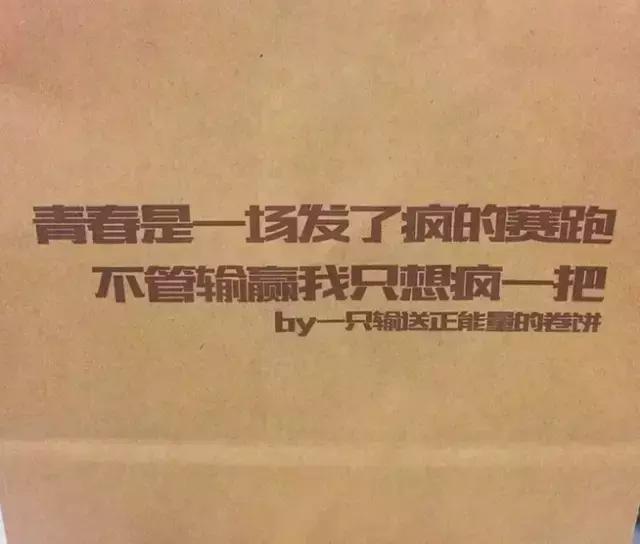 青春是一场发了疯的赛跑
不管输赢我只想疯一把
by一只输送正能量的卷饼